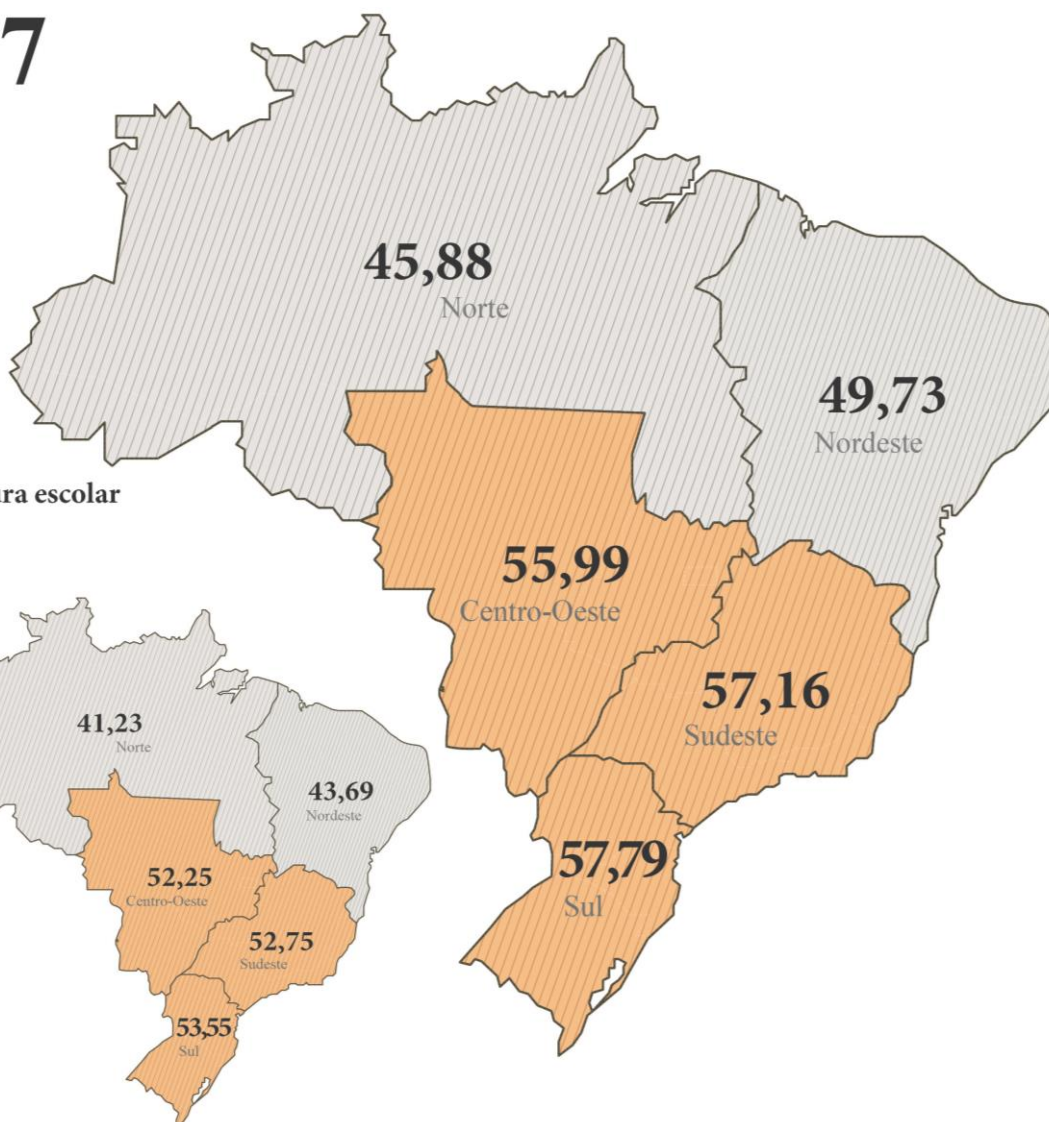 7
45,88
Norte
49,73
Nordeste
55,99
Centro-Oeste
57,16
Sudeste
57,79
Sul
escolar
41,23
Norte
43,69
Nordeste
52,25
Centro-Oeste
52,75
Sudeste
53,55
Sul